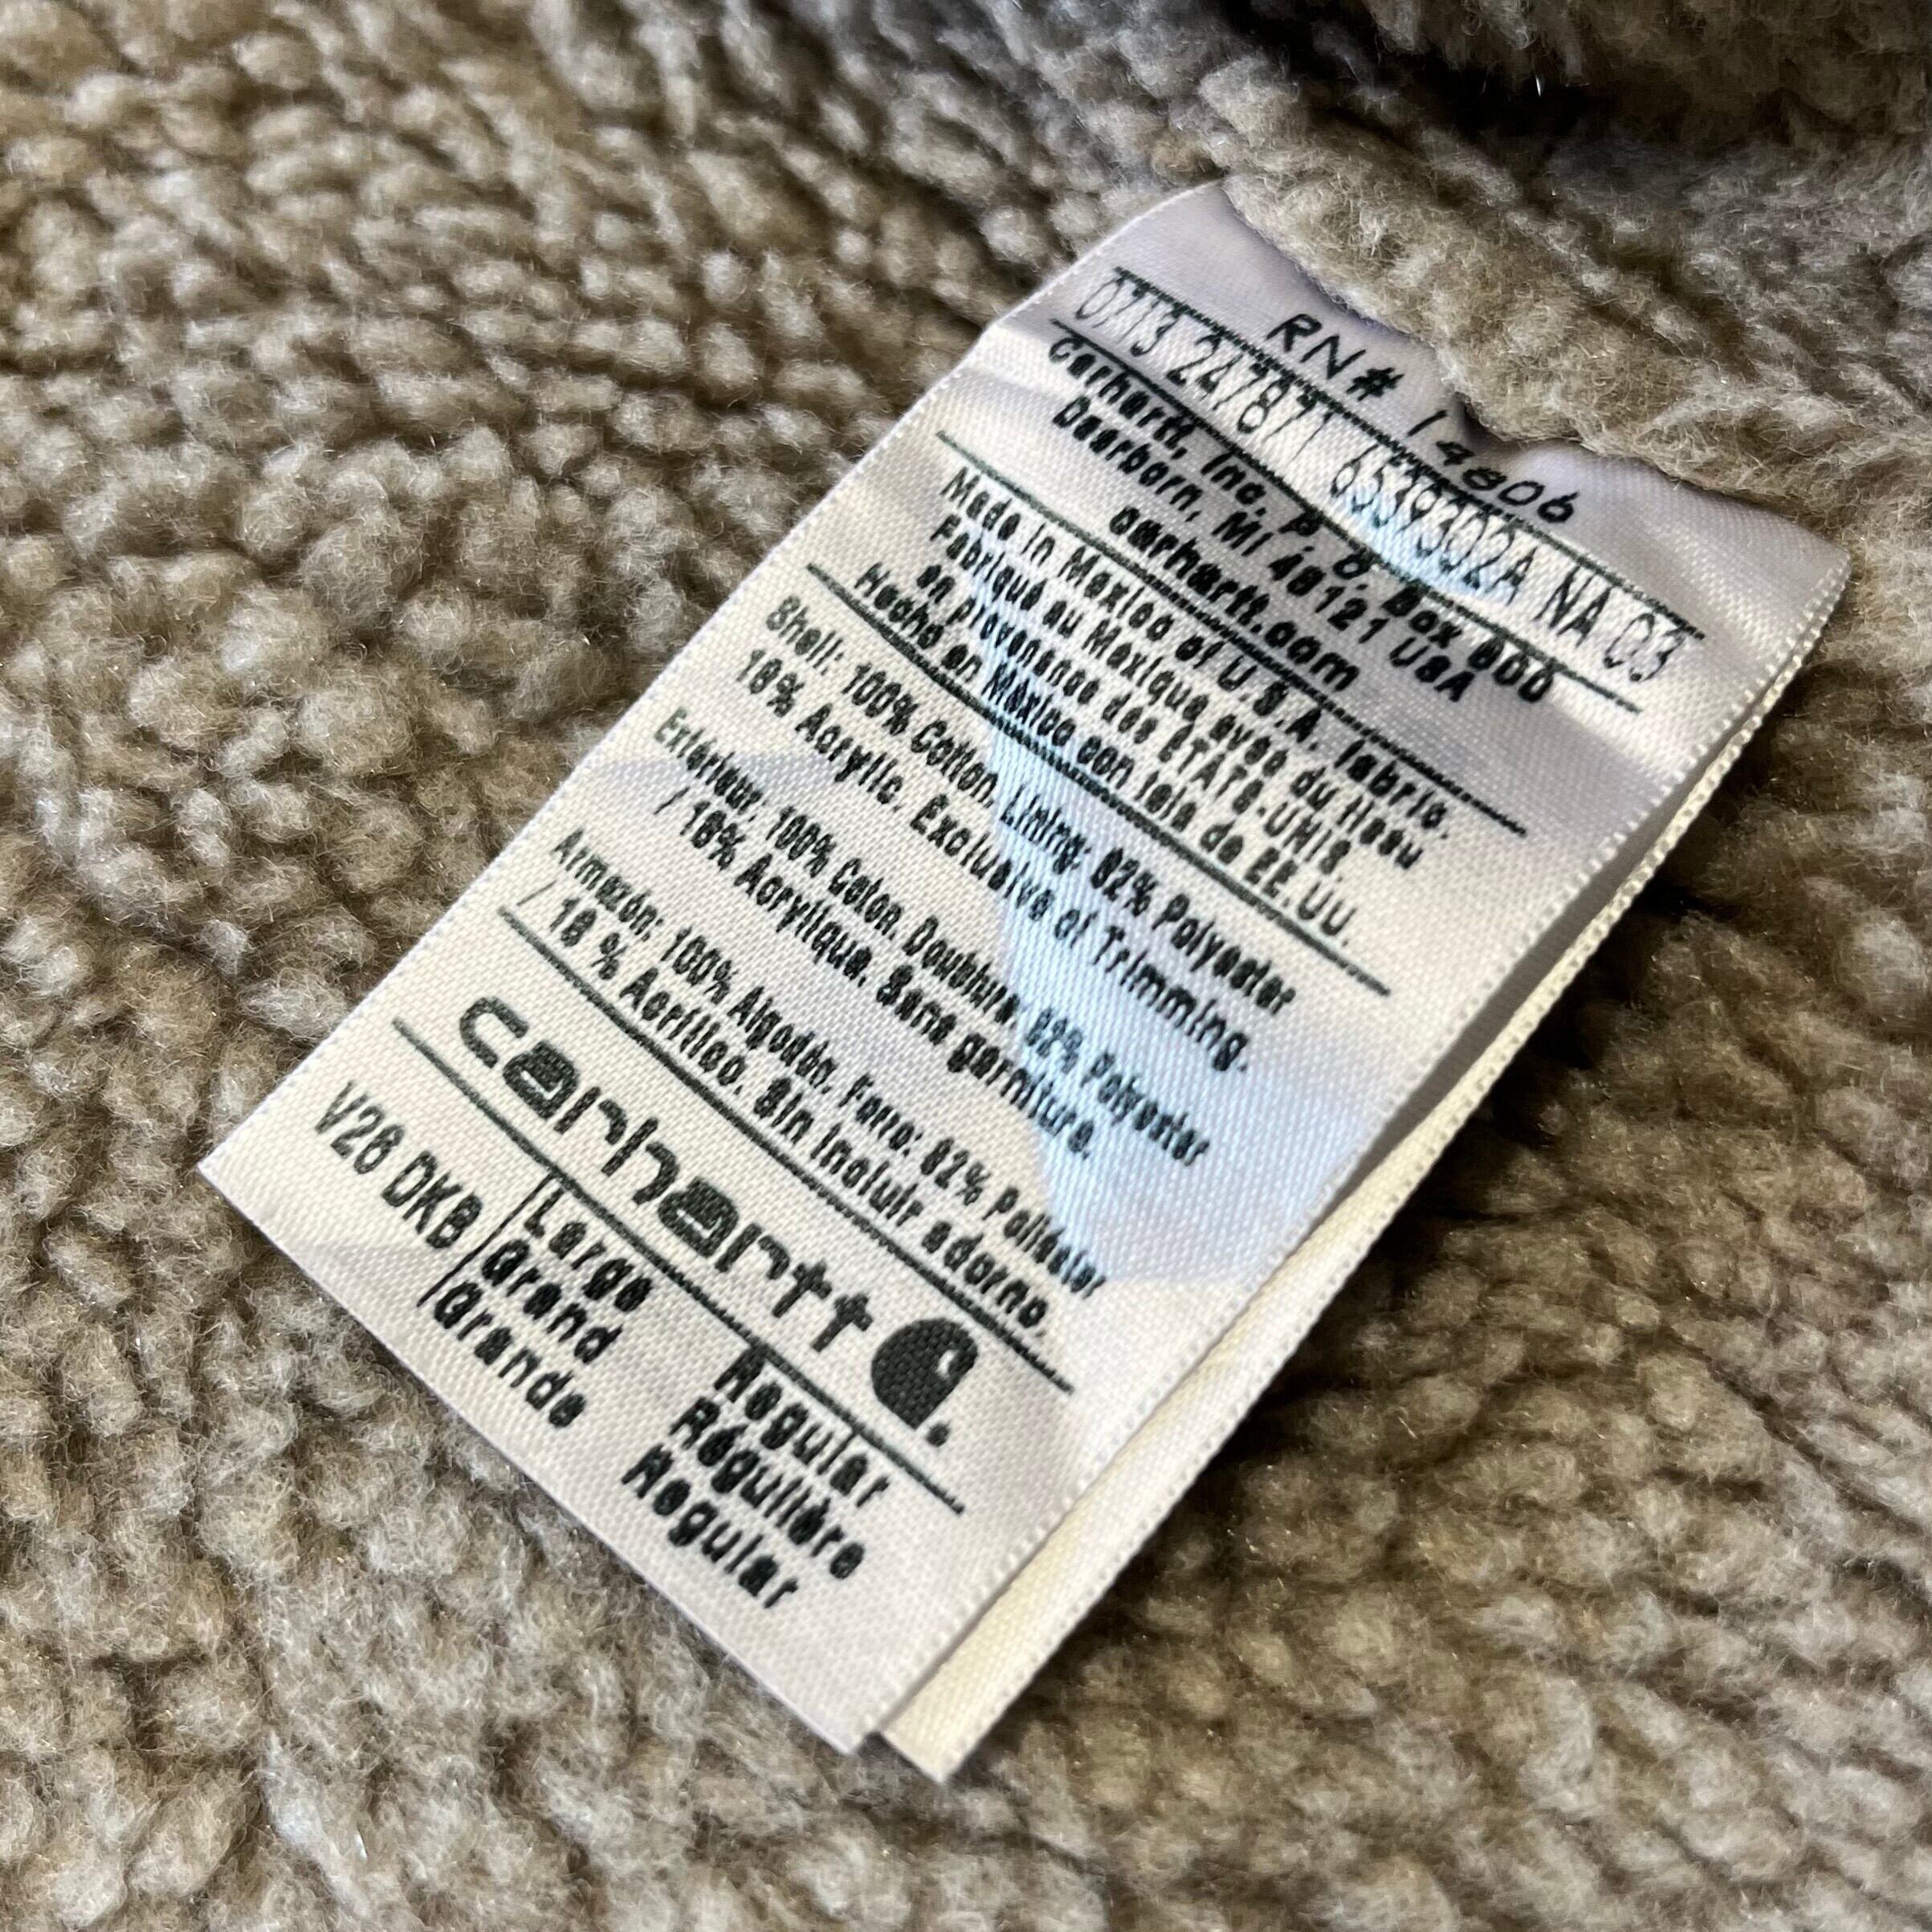 RN# 14806
0713 247871 6539302A NA 03
Carhartt, Inc. P.O. Box 600
Dearborn, MI 48121 USA
carhartt.com
Made in Mexico of U.S.A. fabric.
Fabriqué au Mexique avec du tissu
en provenance des ÉTATS-UNIS.
Hecho en México con tela de EE.UU.
Shell: 100% Cotton. Lining: 82% Polyester
18% Acrylic. Exclusive of Trimming.
Extérieur: 100% Coton. Doublure: 82% Polyester
/ 18% Acrylique. Sans garniture.
Armazón: 100% Algodón. Forro: 82% Poliéster
/ 18 % Acrílico. Sin incluir adorno.
carhartt
V26 DKB Large Regular
Grand Régulière
Grande Regular